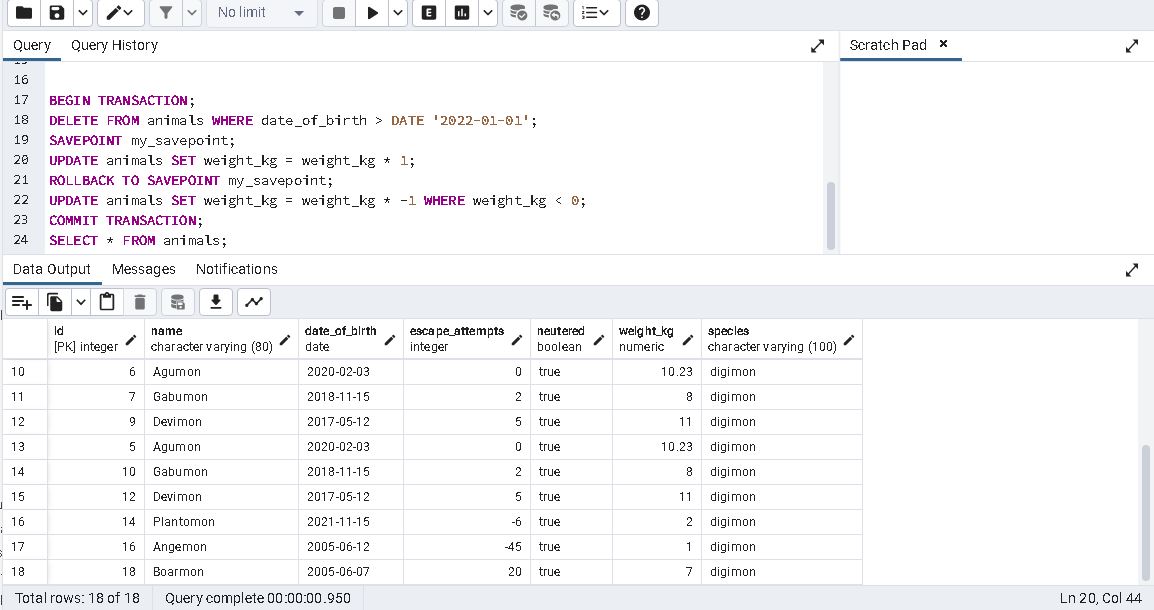 No limit
E
Query Query History
Scratch Pad ×
16
17 BEGIN TRANSACTION;
18 DELETE FROM animals WHERE date_of_birth > DATE '2022-01-01';
19 SAVEPOINT my_savepoint;
20 UPDATE animals SET weight_kg = weight_kg * 1;
21 ROLLBACK TO SAVEPOINT my_savepoint;
22 UPDATE animals SET weight_kg = weight_kg * -1 WHERE weight_kg < 0;
23 COMMIT TRANSACTION;
24 SELECT * FROM animals;
Data Output Messages Notifications
id name date_of_birth escape_attempts neutered weight_kg species
[PK] integer character varying (80) date integer boolean numeric character varying (100)
10 6 Agumon 2020-02-03 0 true 10.23 digimon
11 7 Gabumon 2018-11-15 2 true 8 digimon
12 9 Devimon 2017-05-12 5 true 11 digimon
13 5 Agumon 2020-02-03 0 true 10.23 digimon
14 10 Gabumon 2018-11-15 2 true 8 digimon
15 12 Devimon 2017-05-12 5 true 11 digimon
16 14 Plantomon 2021-11-15 -6 true 2 digimon
17 16 Angemon 2005-06-12 -45 true 1 digimon
18 18 Boarmon 2005-06-07 20 true 7 digimon
Total rows: 18 of 18 Query complete 00:00:00.950 Ln 20, Col 44